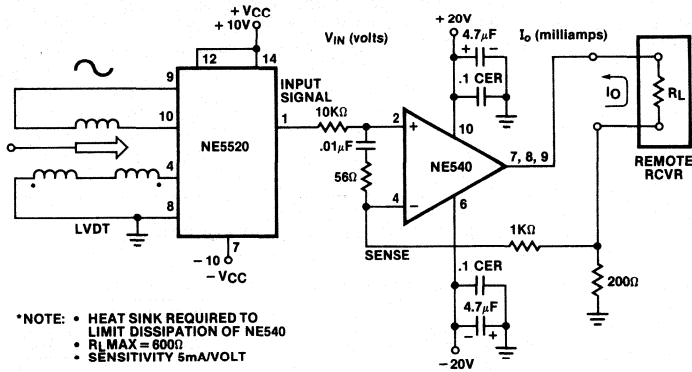 + VCC
+ 10V
12
14
9
10
4
8
NE5520
7
– 10
– VCC
LVDT
INPUT
SIGNAL
1
10KΩ
.01µF
56Ω
VIN (volts)
+ 20V
4.7µF
+ –
.1 CER
10
2
+
NE540
4
–
6
7, 8, 9
SENSE
Io (milliamps)
IO
RL
REMOTE
RCVR
1KΩ
200Ω
.1 CER
4.7µF
– +
–20V
*NOTE: • HEAT SINK REQUIRED TO
LIMIT DISSIPATION OF NE540
• RLMAX = 600Ω
• SENSITIVITY 5mA/VOLT